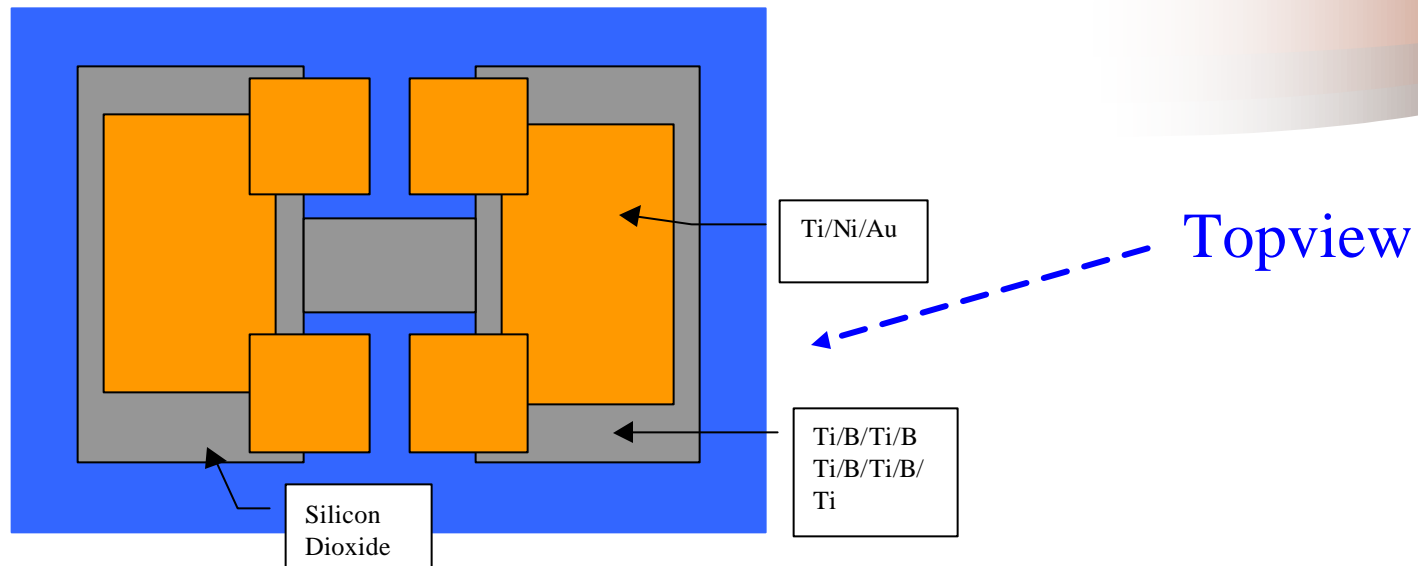 Ti/Ni/Au
Topview
Ti/B/Ti/B
Ti/B/Ti/B/
Ti
Silicon
Dioxide